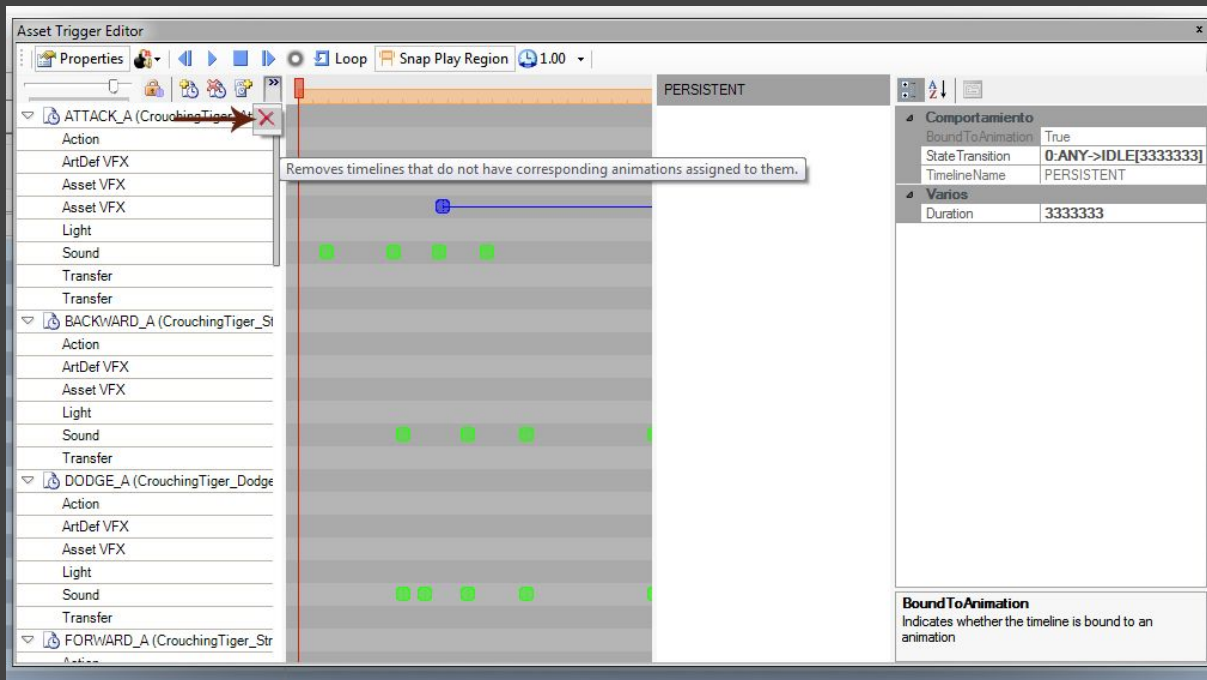 Asset Trigger Editor
x
Properties
Loop
Snap Play Region
1.00
PERSISTENT
ATTACK_A (CrouchingTiger_At
Action
ArtDef VFX
Asset VFX
Asset VFX
Light
Sound
Transfer
Transfer
BACKWARD_A (CrouchingTiger_St
Action
ArtDef VFX
Asset VFX
Light
Sound
Transfer
DODGE_A (CrouchingTiger_Dodge
Action
ArtDef VFX
Asset VFX
Light
Sound
Transfer
FORWARD_A (CrouchingTiger_Str
Action
Removes timelines that do not have corresponding animations assigned to them.
Comportamiento
BoundToAnimation True
StateTransition 0:ANY->IDLE[3333333]
TimelineName PERSISTENT
Varios
Duration 3333333
BoundToAnimation
Indicates whether the timeline is bound to an
animation